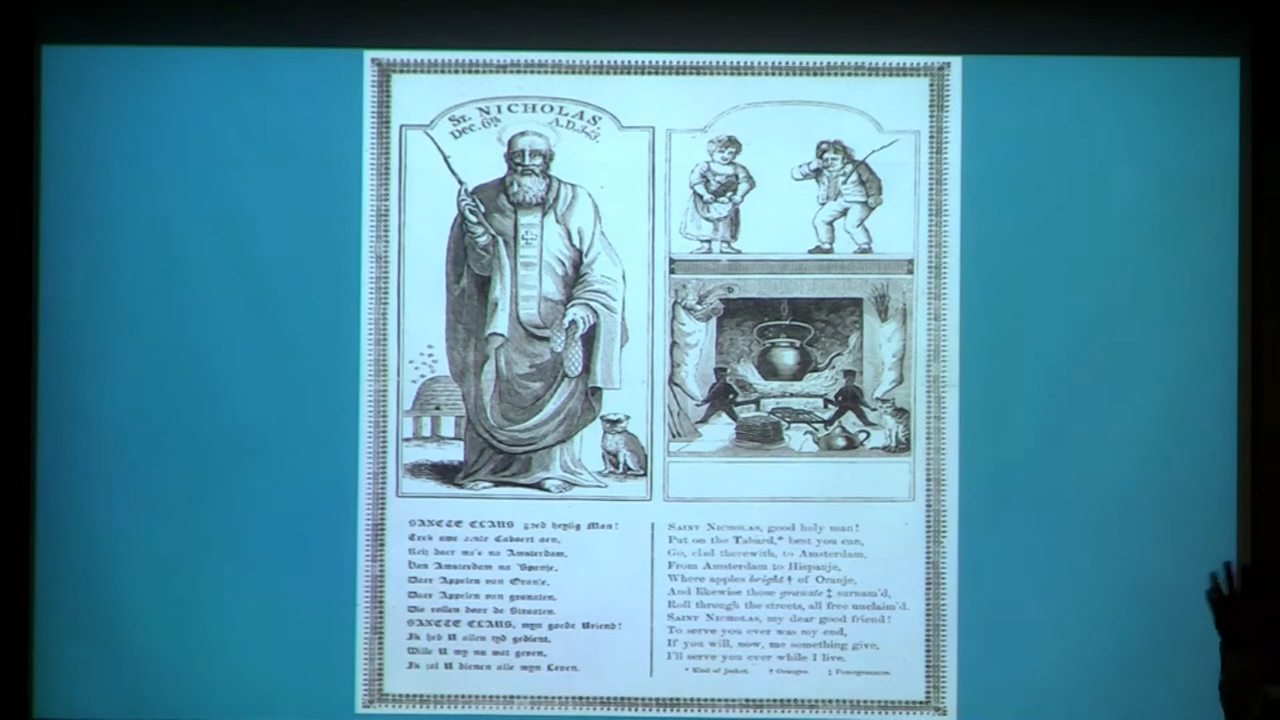 St. NICHOLAS,
Dec. 6th A.D. 343.
SANCTE CLAUS goed heylig Man!
Trek uwe beste Tabaert aen,
Reiz daer me'e na Amsterdam,
Van Amsterdam na 'Spanje,
Daer Appelen van Oranje,
Daer Appelen van granaten,
Die rollen door de Straaten.
SANCTE CLAUS, myn goede Vriend!
Ik heb U allen tyd gedient,
Wille U my nu wat geven,
Ik zal U dienen alle myn Leven.
SAINT NICHOLAS, good holy man!
Put on the Tabard,* best you can,
Go, clad therewith, to Amsterdam,
From Amsterdam to Hispanje,
Where apples bright † of Oranje,
And likewise those granate ‡ surnam'd,
Roll through the streets, all free unclaim'd.
SAINT NICHOLAS, my dear good friend!
To serve you ever was my end,
If you will, now, me something give,
I'll serve you ever while I live.
* Kind of jacket. † Oranges. ‡ Pomegranates.